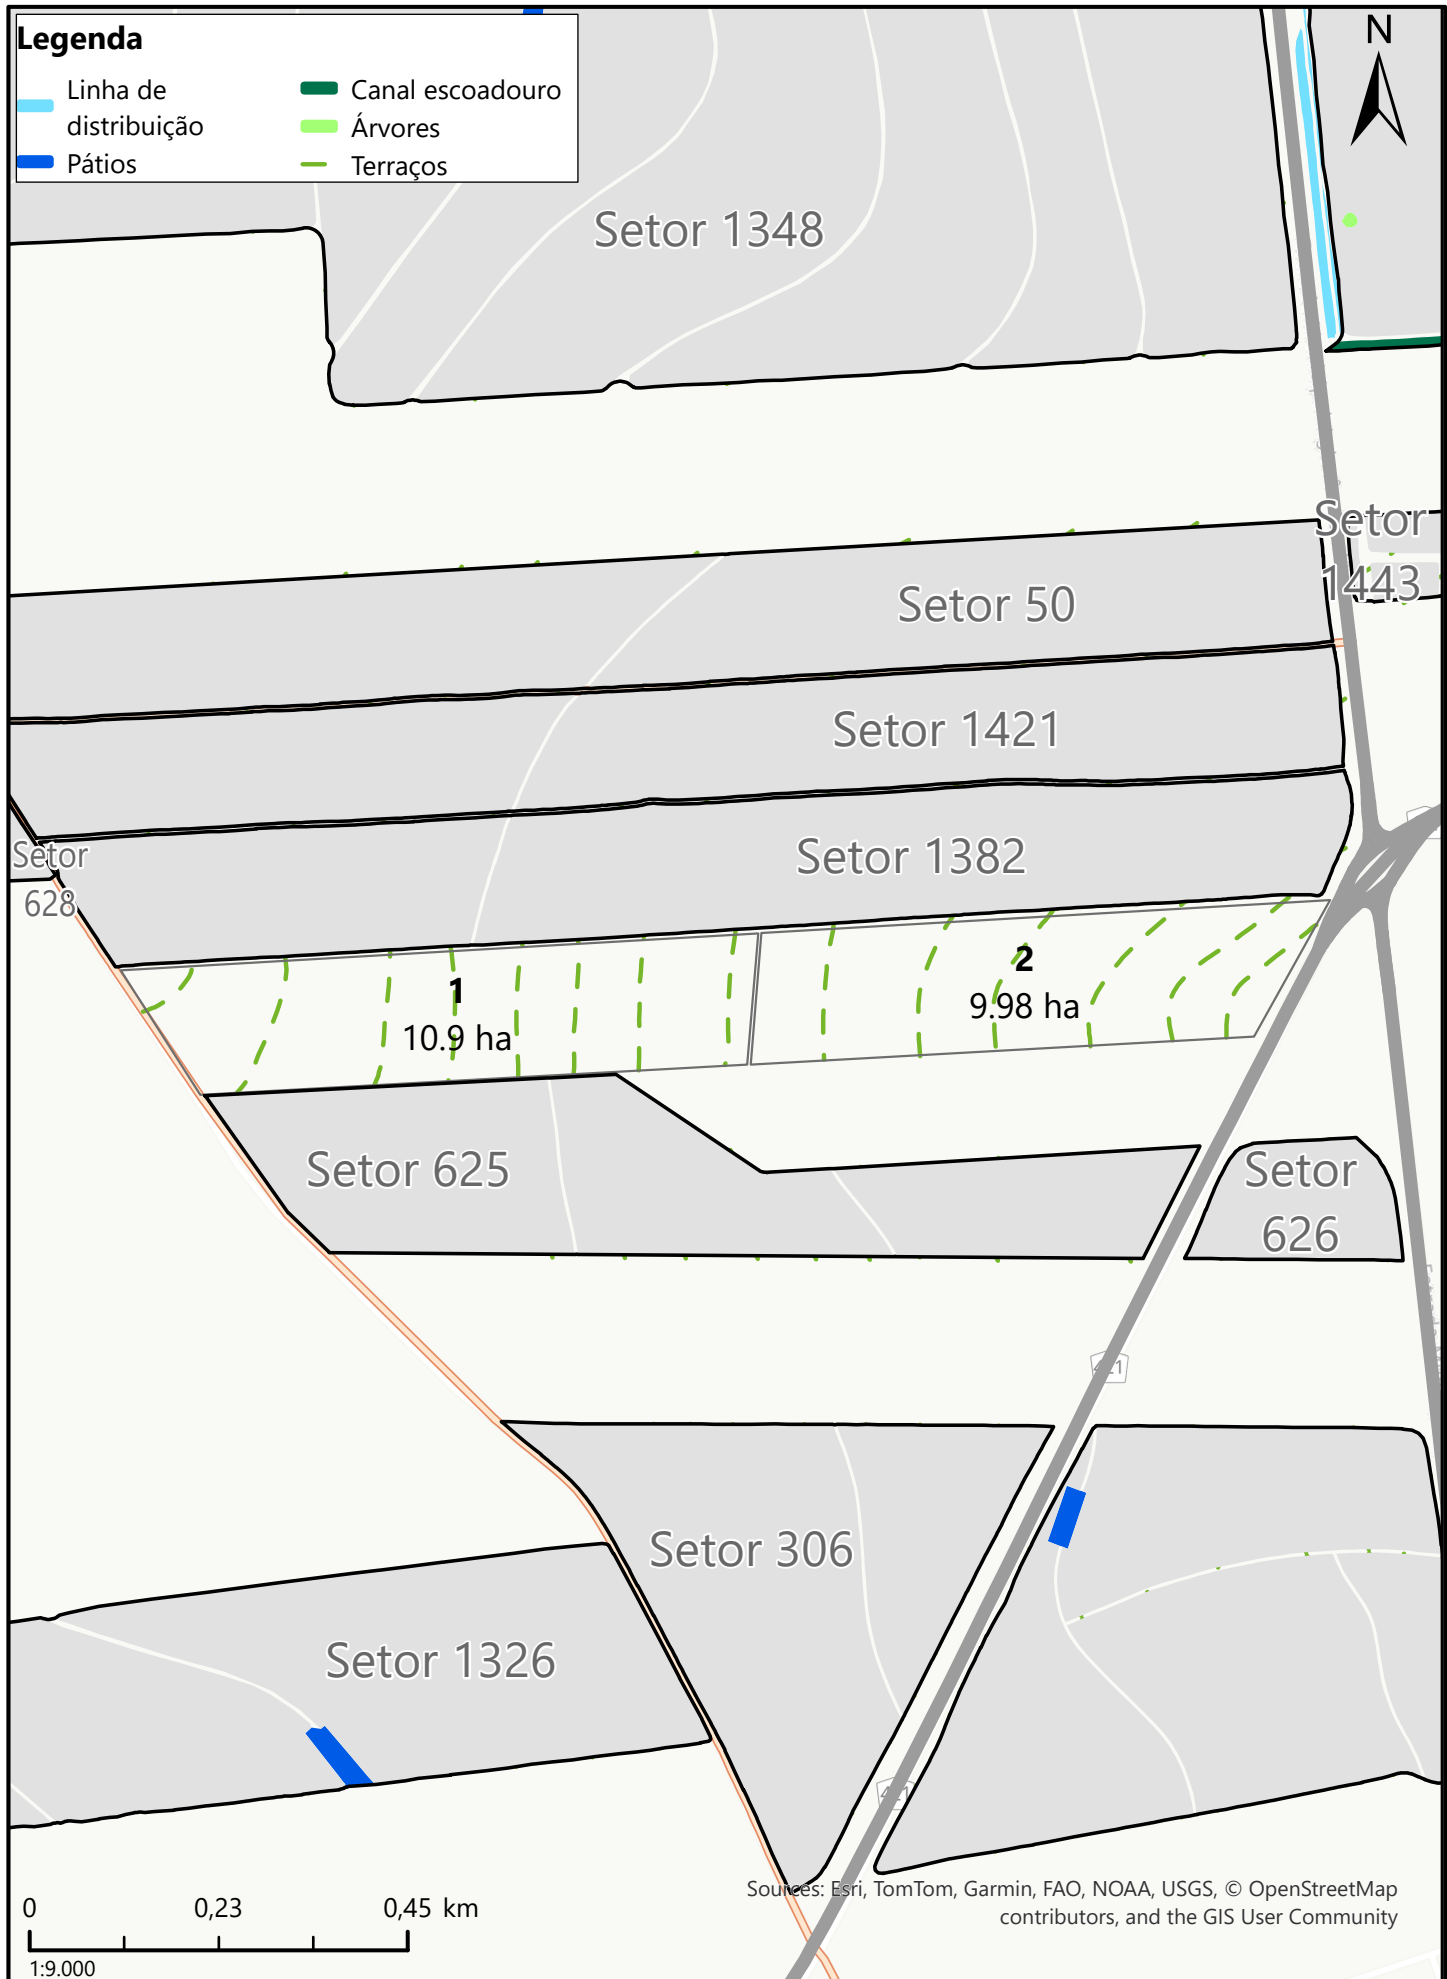 Legenda
Linha de
distribuição
Pátios
Canal escoadouro
Árvores
Terraços
N
Setor 1348
Setor
1443
Setor 50
Setor 1421
Setor 1382
Setor
628
1
10.9 ha
2
9.98 ha
Setor 625
Setor
626
421
Setor 306
Setor 1326
421
0 0,23 0,45 km
1:9.000
Sources: Esri, TomTom, Garmin, FAO, NOAA, USGS, © OpenStreetMap
contributors, and the GIS User Community